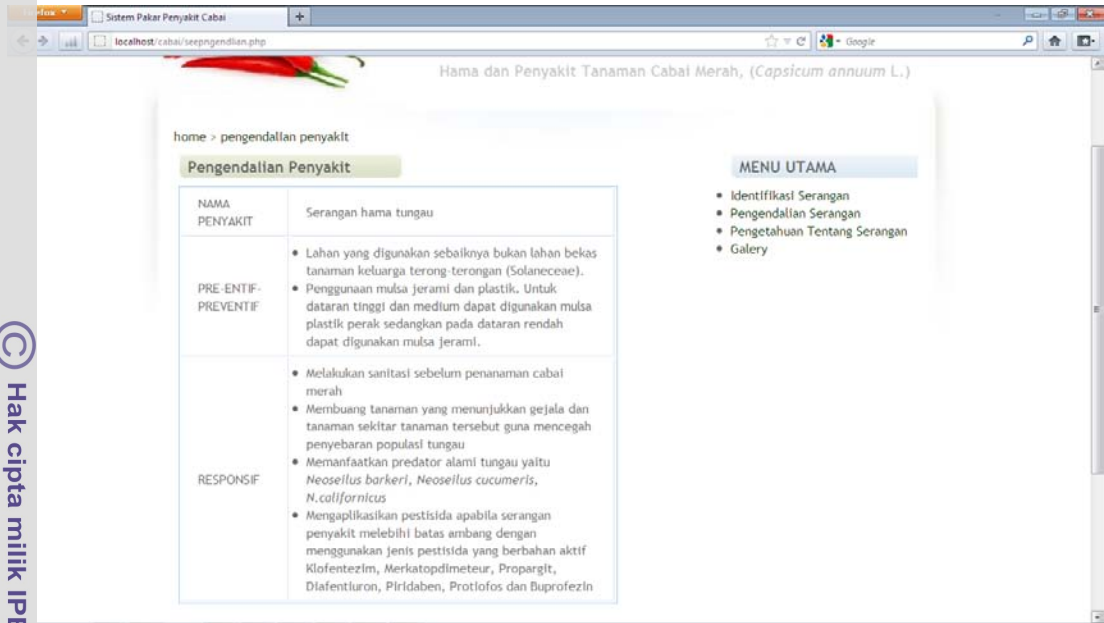 Firefox
Sistem Pakar Penyakit Cabai
localhost/cabai/seepngendlian.php
Google
Hama dan Penyakit Tanaman Cabai Merah, (Capsicum annuum L.)
home > pengendalian penyakit
Pengendalian Penyakit
NAMA
PENYAKIT
Serangan hama tungau
PRE-ENTIF-
PREVENTIF
• Lahan yang digunakan sebaiknya bukan lahan bekas
tanaman keluarga terong-terongan (Solaneceae).
• Penggunaan mulsa jerami dan plastik. Untuk
dataran tinggi dan medium dapat digunakan mulsa
plastik perak sedangkan pada dataran rendah
dapat digunakan mulsa jerami.
RESPONSIF
• Melakukan sanitasi sebelum penanaman cabai
merah
• Membuang tanaman yang menunjukkan gejala dan
tanaman sekitar tanaman tersebut guna mencegah
penyebaran populasi tungau
• Memanfaatkan predator alami tungau yaitu
Neoseilus barkeri, Neoseilus cucumeris,
N.californicus
• Mengaplikasikan pestisida apabila serangan
penyakit melebihi batas ambang dengan
menggunakan jenis pestisida yang berbahan aktif
Klofentezim, Merkatopdimeteur, Propargit,
Diafentiuron, Piridaben, Protiofos dan Buprofezin
MENU UTAMA
• Identifikasi Serangan
• Pengendalian Serangan
• Pengetahuan Tentang Serangan
• Galery
© Hak cipta milik IPB